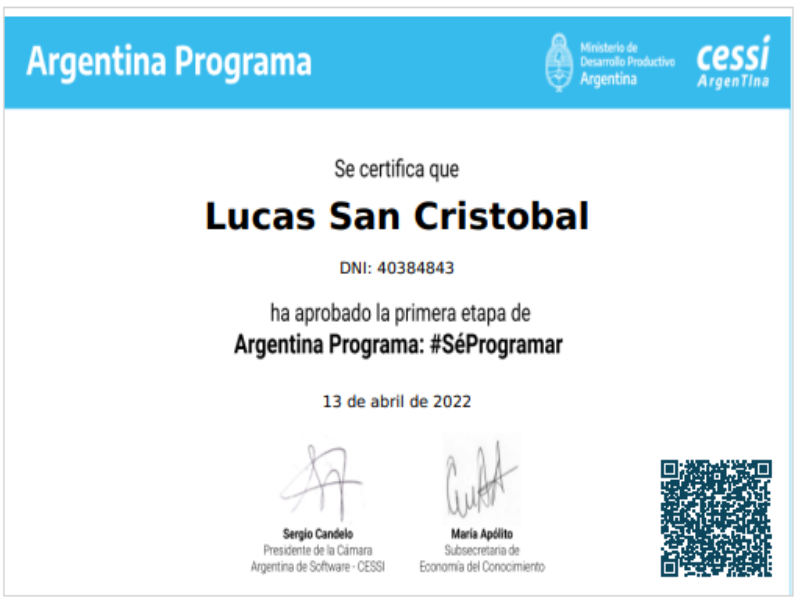 Argentina Programa
Ministerio de
Desarrollo Productivo
Argentina
cessi
ArgenTIna
Se certifica que
Lucas San Cristobal
DNI: 40384843
ha aprobado la primera etapa de
Argentina Programa: #SéProgramar
13 de abril de 2022
Sergio Candelo
Presidente de la Cámara
Argentina de Software - CESSI
María Apólito
Subsecretaria de
Economía del Conocimiento